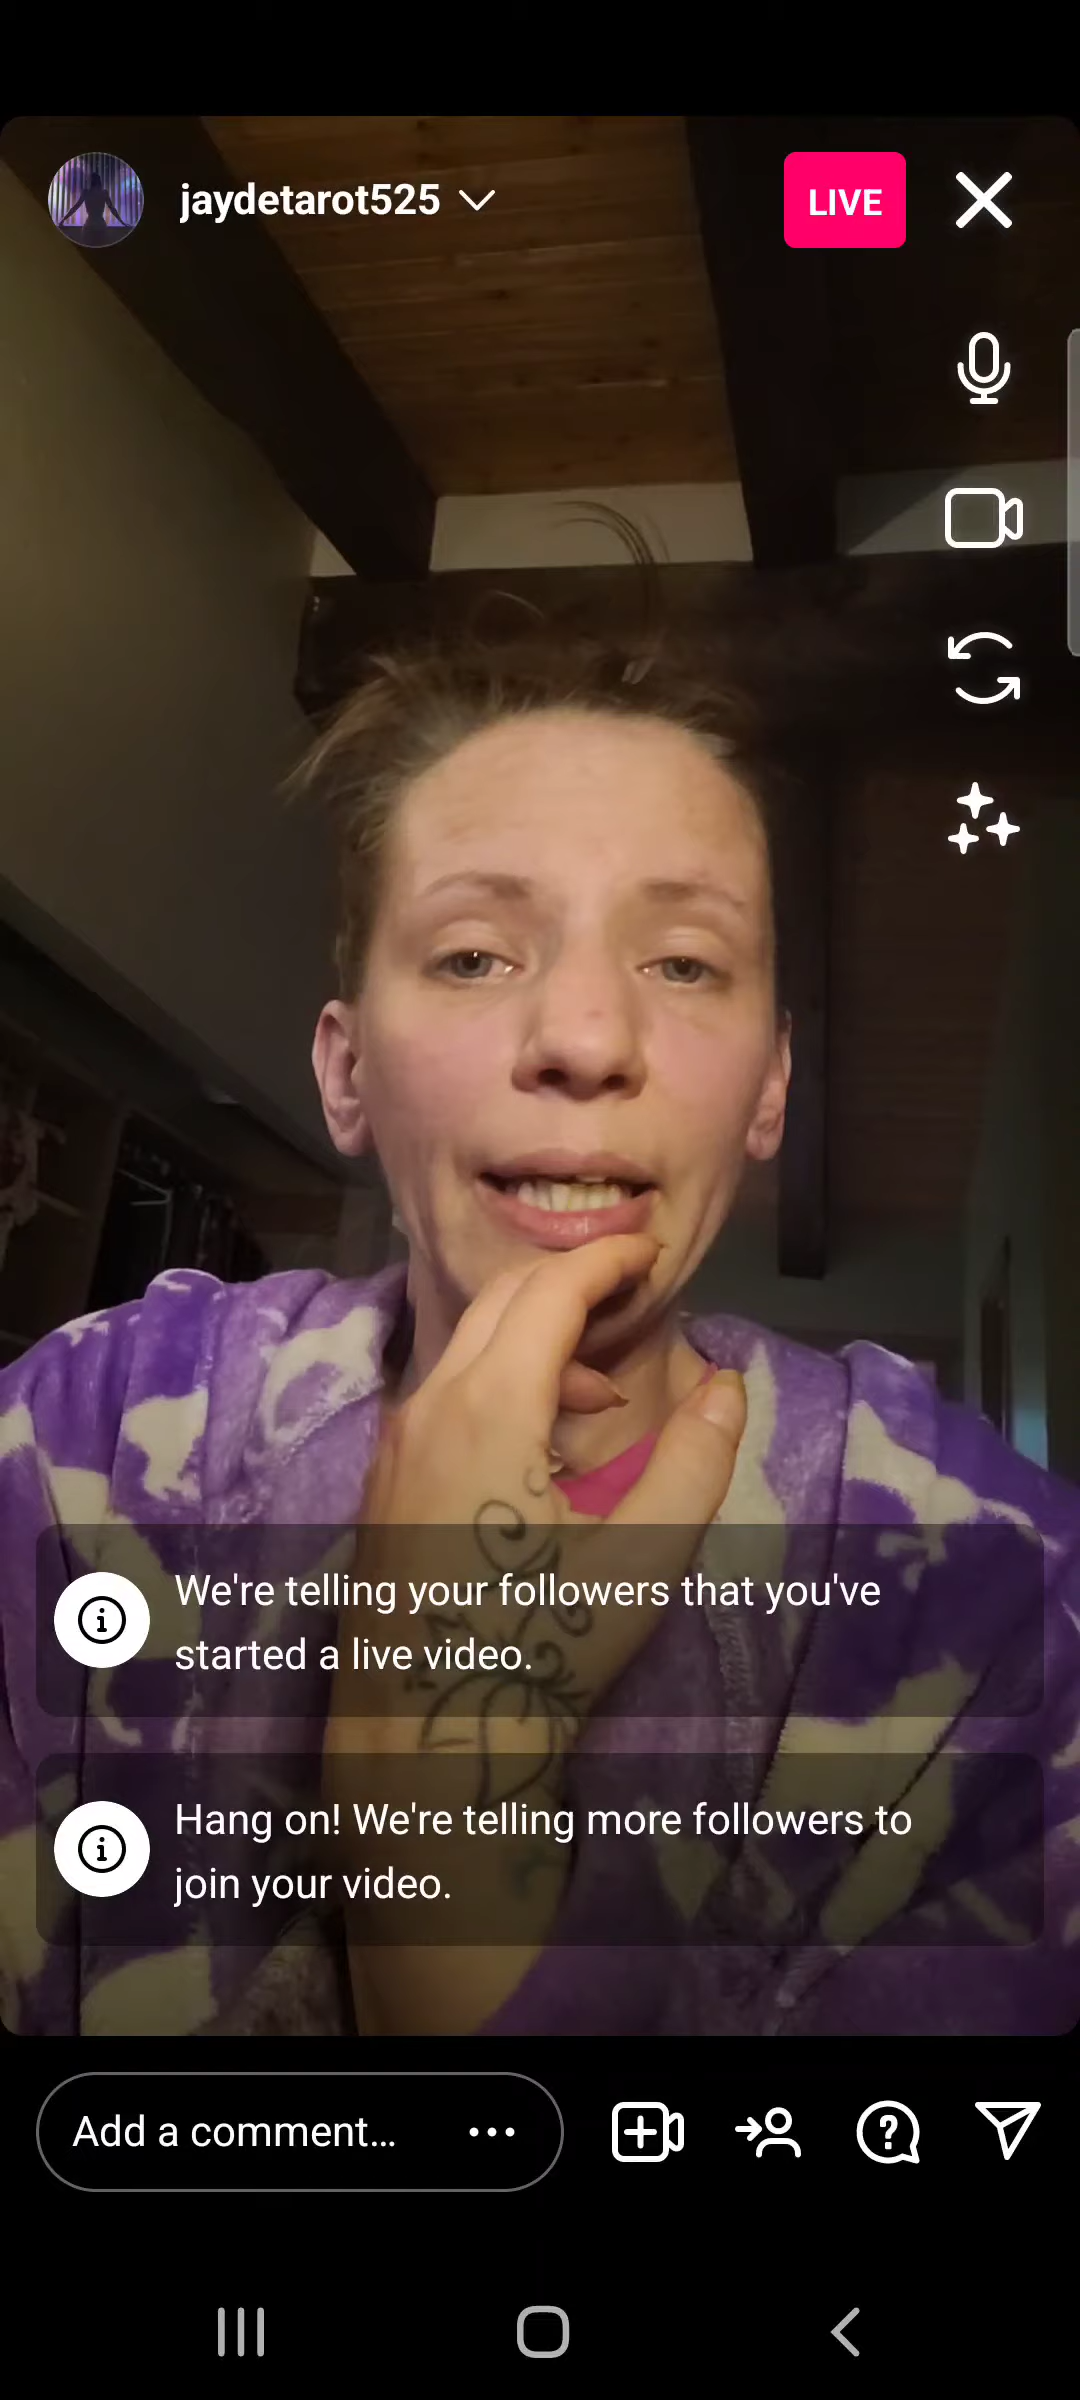 jaydetarot525
LIVE
We're telling your followers that you've
started a live video.
Hang on! We're telling more followers to
join your video.
Add a comment...